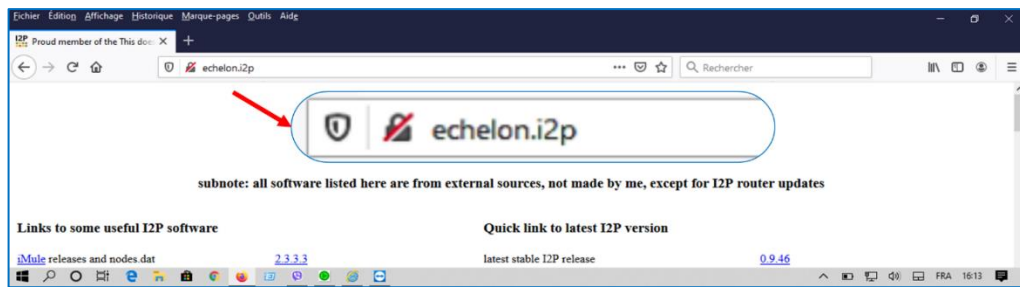 Fichier Édition Affichage Historique Marque-pages Outils Aide
I2P Proud member of the This doe
echelon.i2p
Rechercher
echelon.i2p
subnote: all software listed here are from external sources, not made by me, except for I2P router updates
Links to some useful I2P software
Quick link to latest I2P version
iMule releases and nodes.dat 2.3.3.3
latest stable I2P release 0.9.46
FRA 16:13